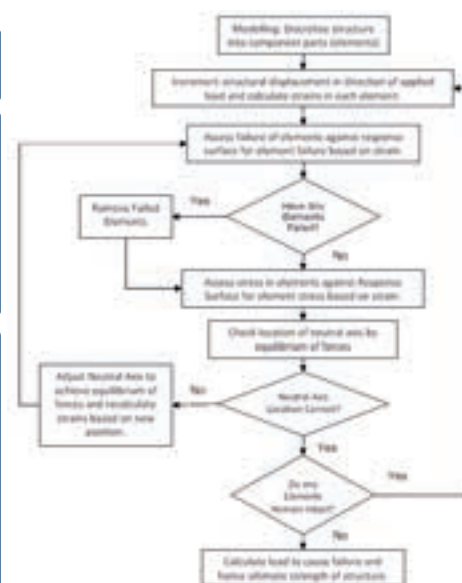 Modelling: Discretise structure
into component parts (elements)
Increment structural displacement in direction of applied
load and calculate strains in each element
Assess failure of elements against response
surface for element failure based on strain
Have any
Elements
Failed?
Yes
Remove Failed
Elements
No
Assess stress in elements against Response
Surface for element stress based on strain
Check location of neutral axis by
equilibrium of forces
Neutral Axis
Location Correct?
No
Adjust Neutral Axis to
achieve equilibrium of
forces and recalculate
strains based on new
position.
Yes
Do any
Elements
Remain Intact?
Yes
No
Calculate load to cause failure and
hence ultimate strength of structure